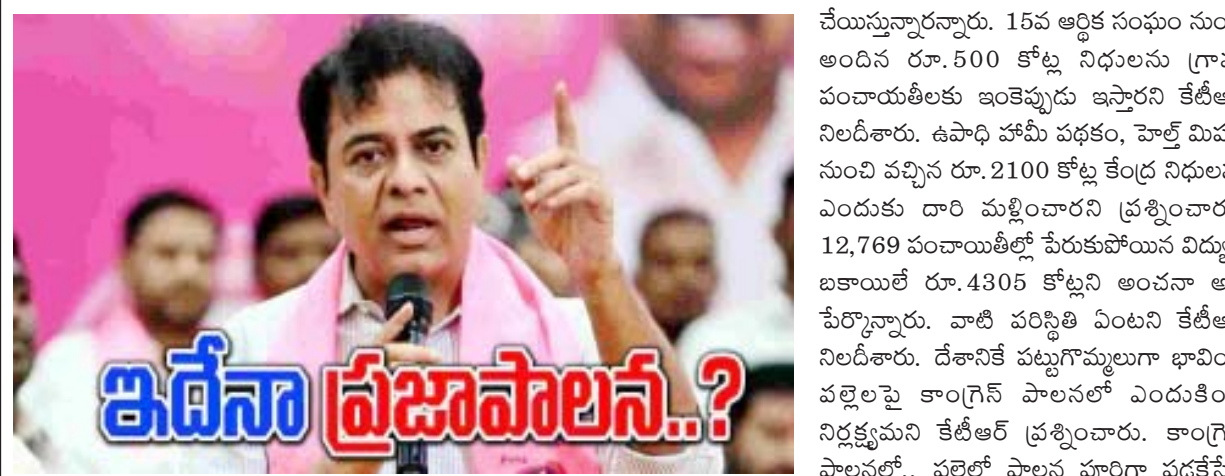 ఇదేనా ప్రజాపాలన..?
చేయిస్తున్నారన్నారు. 15వ ఆర్థిక సంఘం
అందిన రూ.500 కోట్ల నిధులను
పంచాయతీలకు ఇంకెప్పుడు ఇస్తారని
నిలదీశారు. ఉపాధి హామీ పథకం, హెల్త్
నుంచి వచ్చిన రూ.2100 కోట్ల కేంద్ర
ఎందుకు దారి మళ్లించారని
12,769 పంచాయితీల్లో పేరుకుపోయిన
బకాయిలే రూ.4305 కోట్లని అంచనా
పేర్కొన్నారు. వాటి పరిస్థితి ఏంటని
నిలదీశారు. దేశానికే పట్టుగొమ్మలుగా
పల్లెలపై కాంగ్రెస్ పాలనలో
నిర్లక్ష్యమని కేటీఆర్ ప్రశ్నించారు.